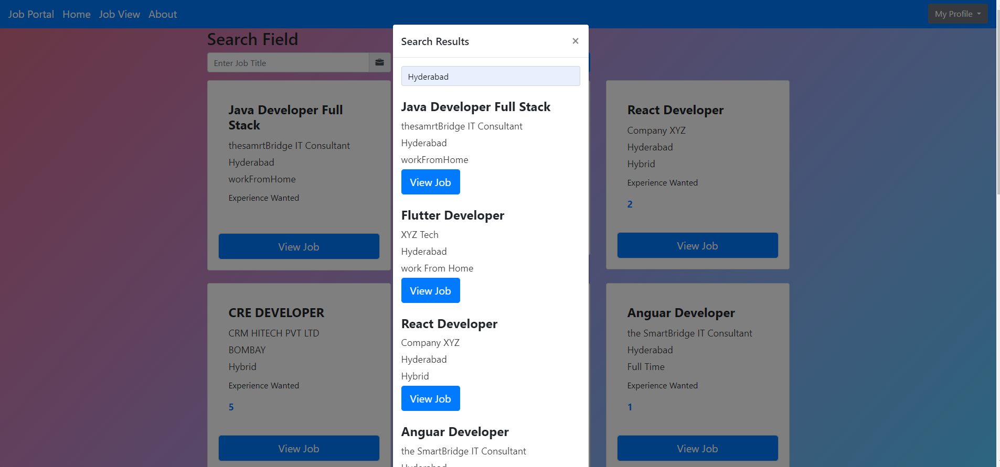 Job Portal Home Job View About My Profile
Search Field
Enter Job Title
Java Developer Full
Stack
thesamrtBridge IT Consultant
Hyderabad
workFromHome
Experience Wanted
View Job
CRE DEVELOPER
CRM HITECH PVT LTD
BOMBAY
Hybrid
Experience Wanted
5
View Job
Search Results ×
Hyderabad
Java Developer Full Stack
thesamrtBridge IT Consultant
Hyderabad
workFromHome
View Job
Flutter Developer
XYZ Tech
Hyderabad
work From Home
View Job
React Developer
Company XYZ
Hyderabad
Hybrid
View Job
Anguar Developer
the SmartBridge IT Consultant
React Developer
Company XYZ
Hyderabad
Hybrid
Experience Wanted
2
View Job
Anguar Developer
the SmartBridge IT Consultant
Hyderabad
Full Time
Experience Wanted
1
View Job